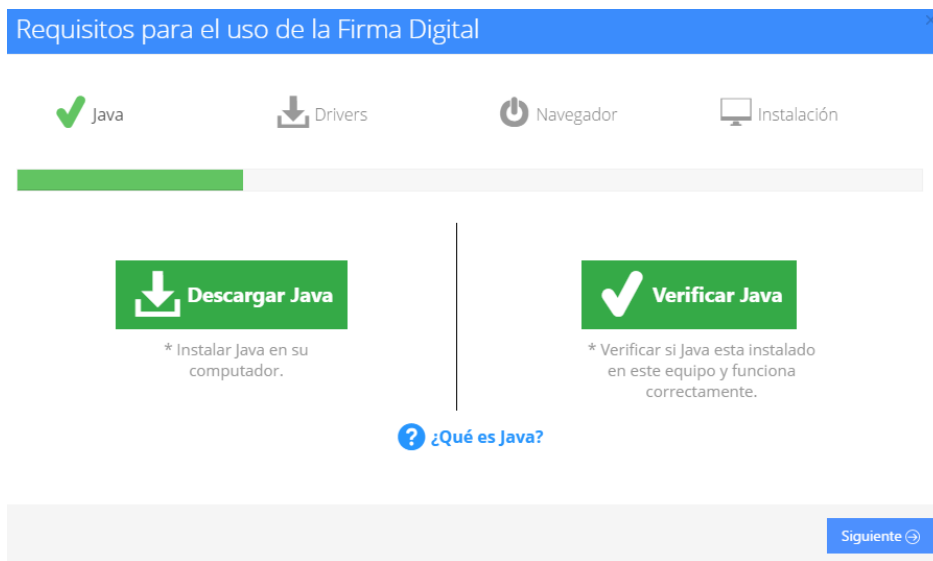 Requisitos para el uso de la Firma Digital
Java
Drivers
Navegador
Instalación
Descargar Java
* Instalar Java en su
computador.
Verificar Java
* Verificar si Java esta instalado
en este equipo y funciona
correctamente.
¿Qué es Java?
Siguiente